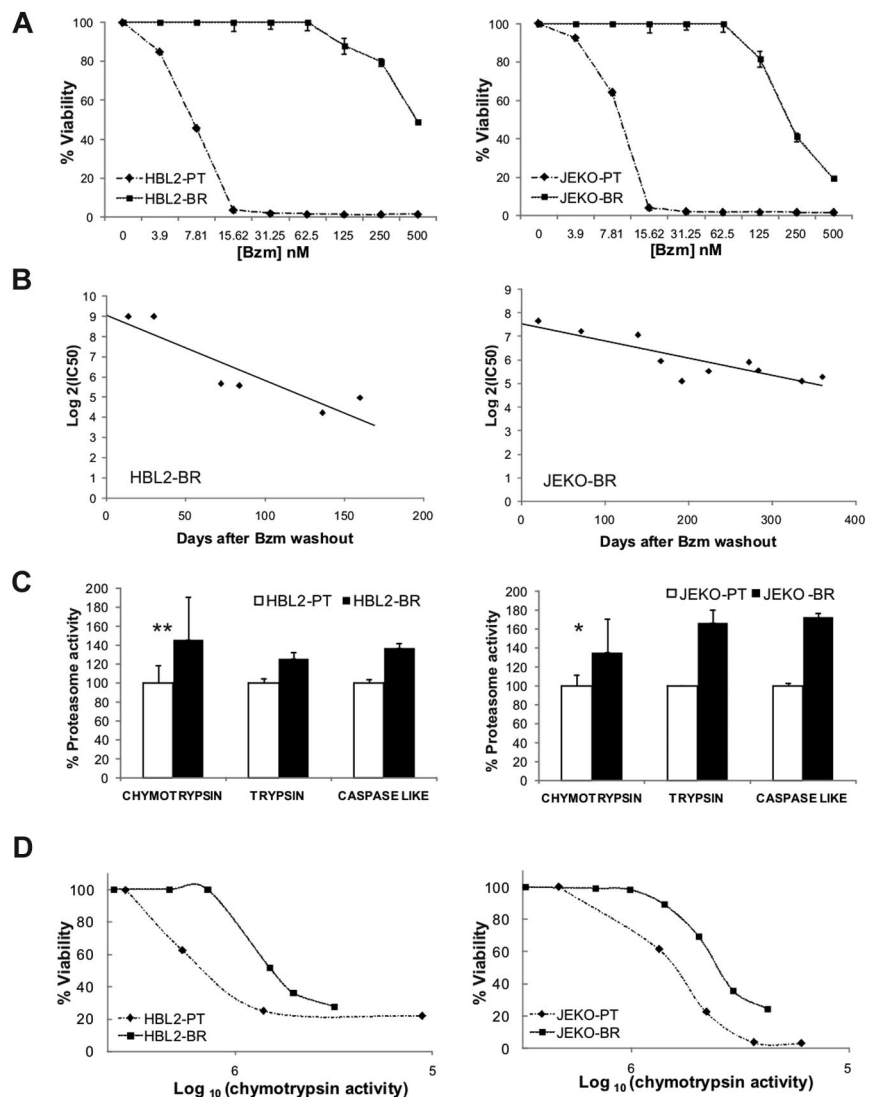 A
100
80
60
40
20
0
% Viability
HBL2-PT
HBL2-BR
0 3.9 7.81 15.62 31.25 62.5 125 250 500
[Bzm] nM
100
80
60
40
20
0
% Viability
JEKO-PT
JEKO-BR
0 3.9 7.81 15.62 31.25 62.5 125 250 500
[Bzm] nM
B
10
9
8
7
6
5
4
3
2
1
0
Log 2(IC50)
HBL2-BR
0 50 100 150 200
Days after Bzm washout
9
8
7
6
5
4
3
2
1
0
Log 2(IC50)
JEKO-BR
0 100 200 300 400
Days after Bzm washout
C
200
180
160
140
120
100
80
60
40
20
0
% Proteasome activity
HBL2-PT HBL2-BR
**
CHYMOTRYPSIN TRYPSIN CASPASE LIKE
200
180
160
140
120
100
80
60
40
20
0
% Proteasome activity
JEKO-PT JEKO-BR
*
CHYMOTRYPSIN TRYPSIN CASPASE LIKE
D
100
80
60
40
20
0
% Viability
HBL2-PT
HBL2-BR
6 5
Log 10 (chymotrypsin activity)
100
80
60
40
20
0
% Viability
JEKO-PT
JEKO-BR
6 5
Log 10 (chymotrypsin activity)